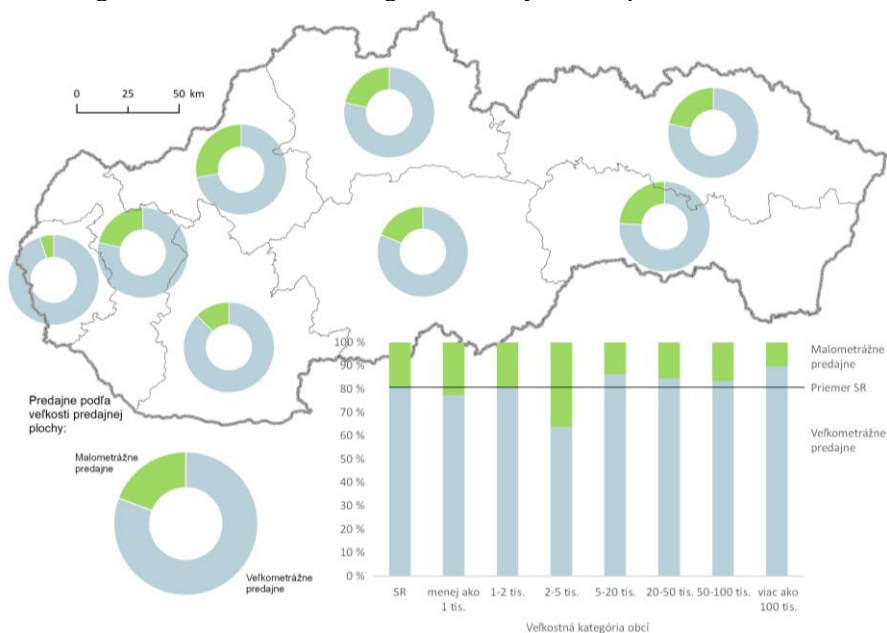 0 25 50 km
Predajne podľa
veľkosti predajnej
plochy:
Malometrážne
predajne
Veľkometrážne
predajne
100 %
90 %
80 %
70 %
60 %
50 %
40 %
30 %
20 %
10 %
0 %
Malometrážne
predajne
Priemer SR
Veľkometrážne
predajne
SR
menej ako
1 tis.
1-2 tis.
2-5 tis.
5-20 tis.
20-50 tis.
50-100 tis.
viac ako
100 tis.
Veľkostná kategória obcí